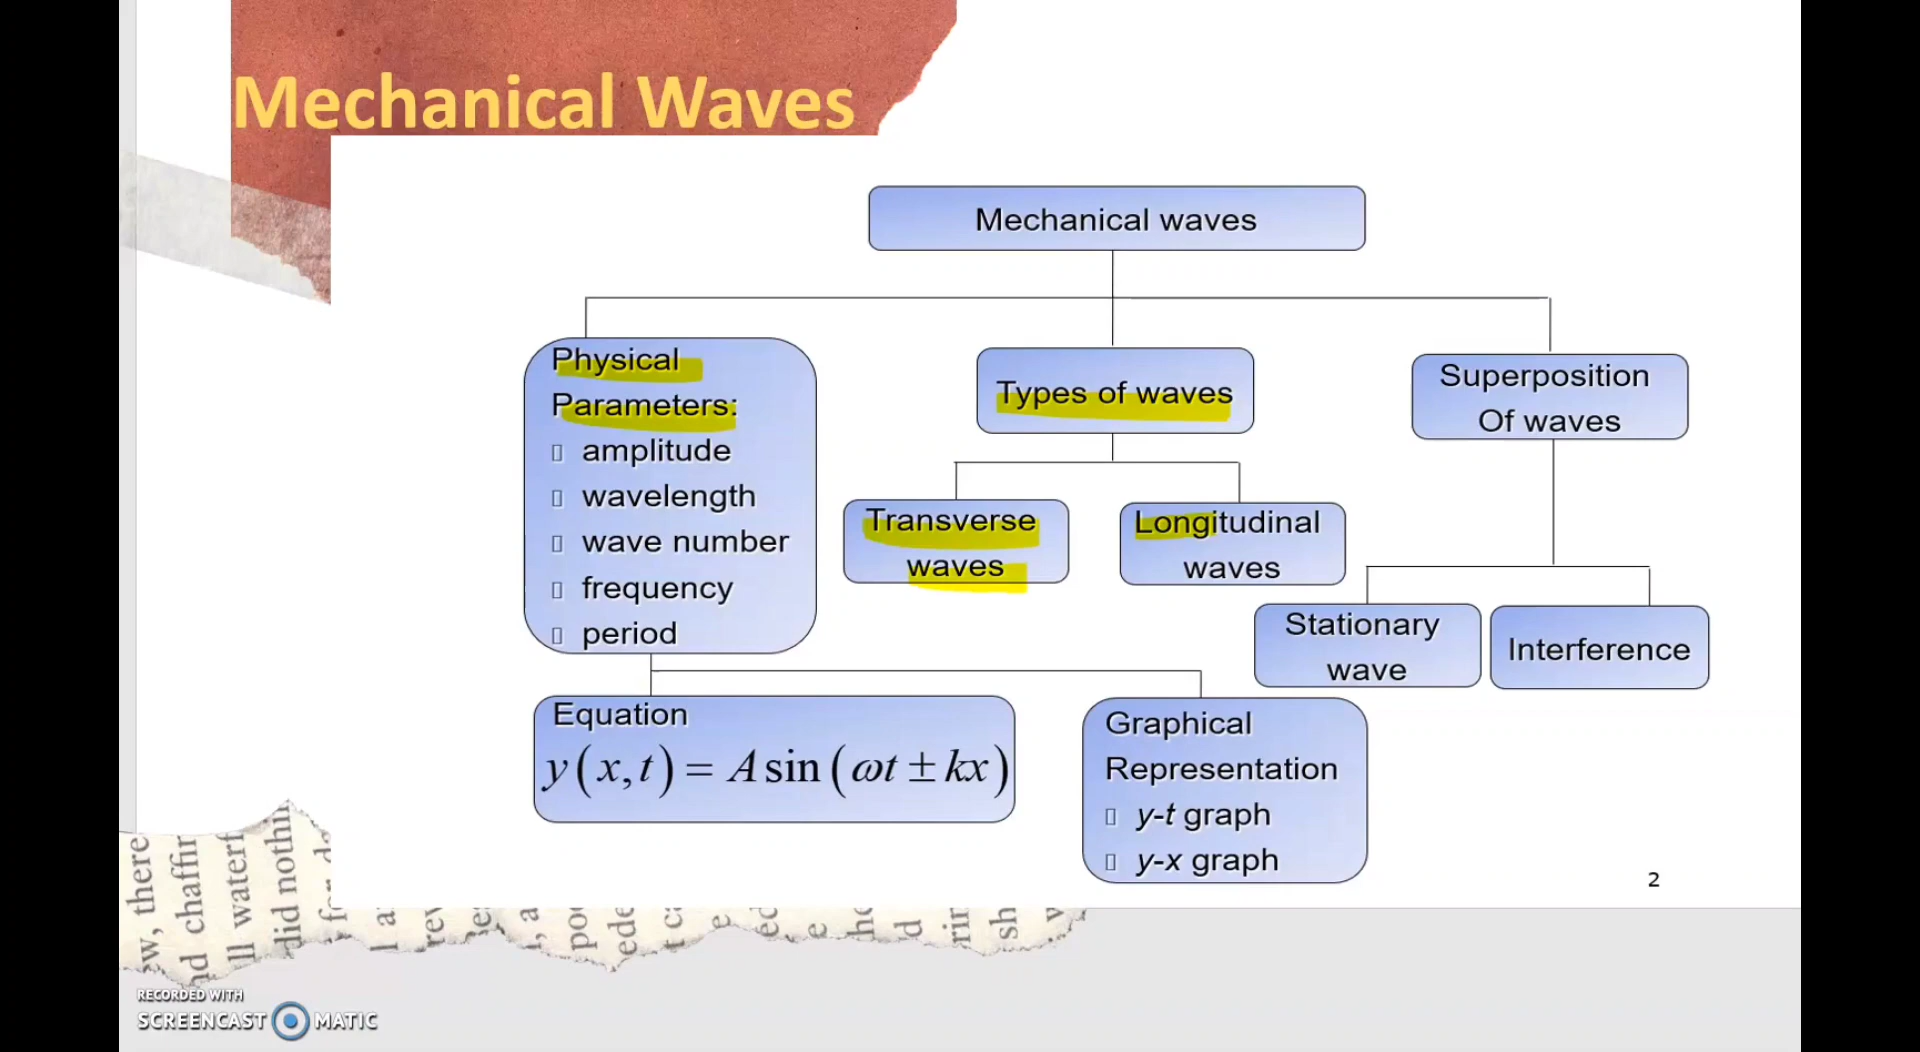 Mechanical Waves
Mechanical waves
Physical
Parameters:
amplitude
wavelength
wave number
frequency
period
Types of waves
Superposition
Of waves
Transverse
waves
Longitudinal
waves
Stationary
wave
Interference
Equation
y(x,t) = A sin(ωt ± kx)
Graphical
Representation
y-t graph
y-x graph
2
RECORDED WITH
SCREENCAST MATIC